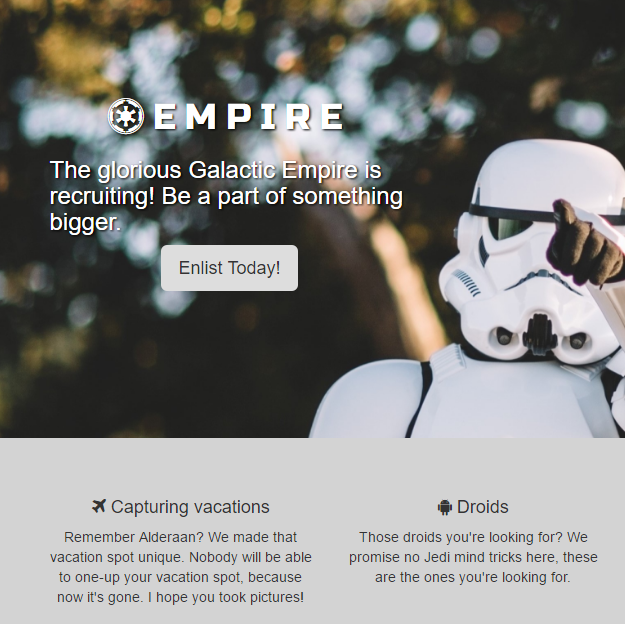 EMPIRE
The glorious Galactic Empire is
recruiting! Be a part of something
bigger.
Enlist Today!
Capturing vacations
Remember Alderaan? We made that
vacation spot unique. Nobody will be able
to one-up your vacation spot, because
now it's gone. I hope you took pictures!
Droids
Those droids you're looking for? We
promise no Jedi mind tricks here, these
are the ones you're looking for.